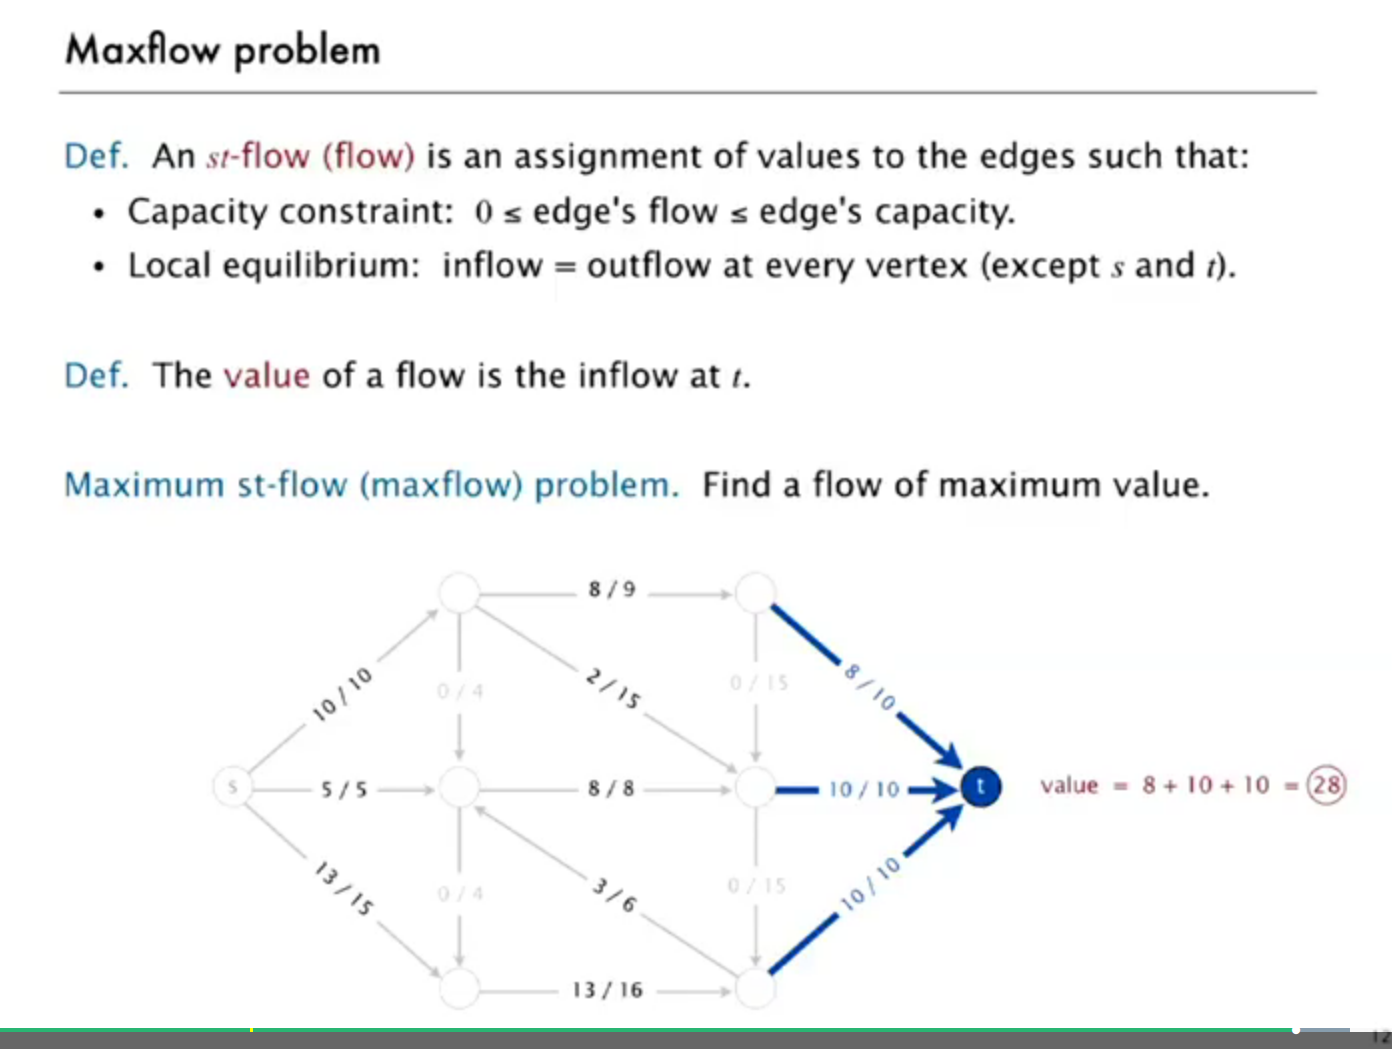 Maxflow problem
Def. An st-flow (flow) is an assignment of values to the edges such that:
• Capacity constraint: 0 ≤ edge's flow ≤ edge's capacity.
• Local equilibrium: inflow = outflow at every vertex (except s and t).
Def. The value of a flow is the inflow at t.
Maximum st-flow (maxflow) problem. Find a flow of maximum value.
8 / 9
10 / 10
0 / 4
2 / 15
0 / 15
8 / 10
s
5 / 5
8 / 8
10 / 10
t
value = 8 + 10 + 10 = 28
13 / 15
0 / 4
3 / 6
0 / 15
10 / 10
13 / 16
12